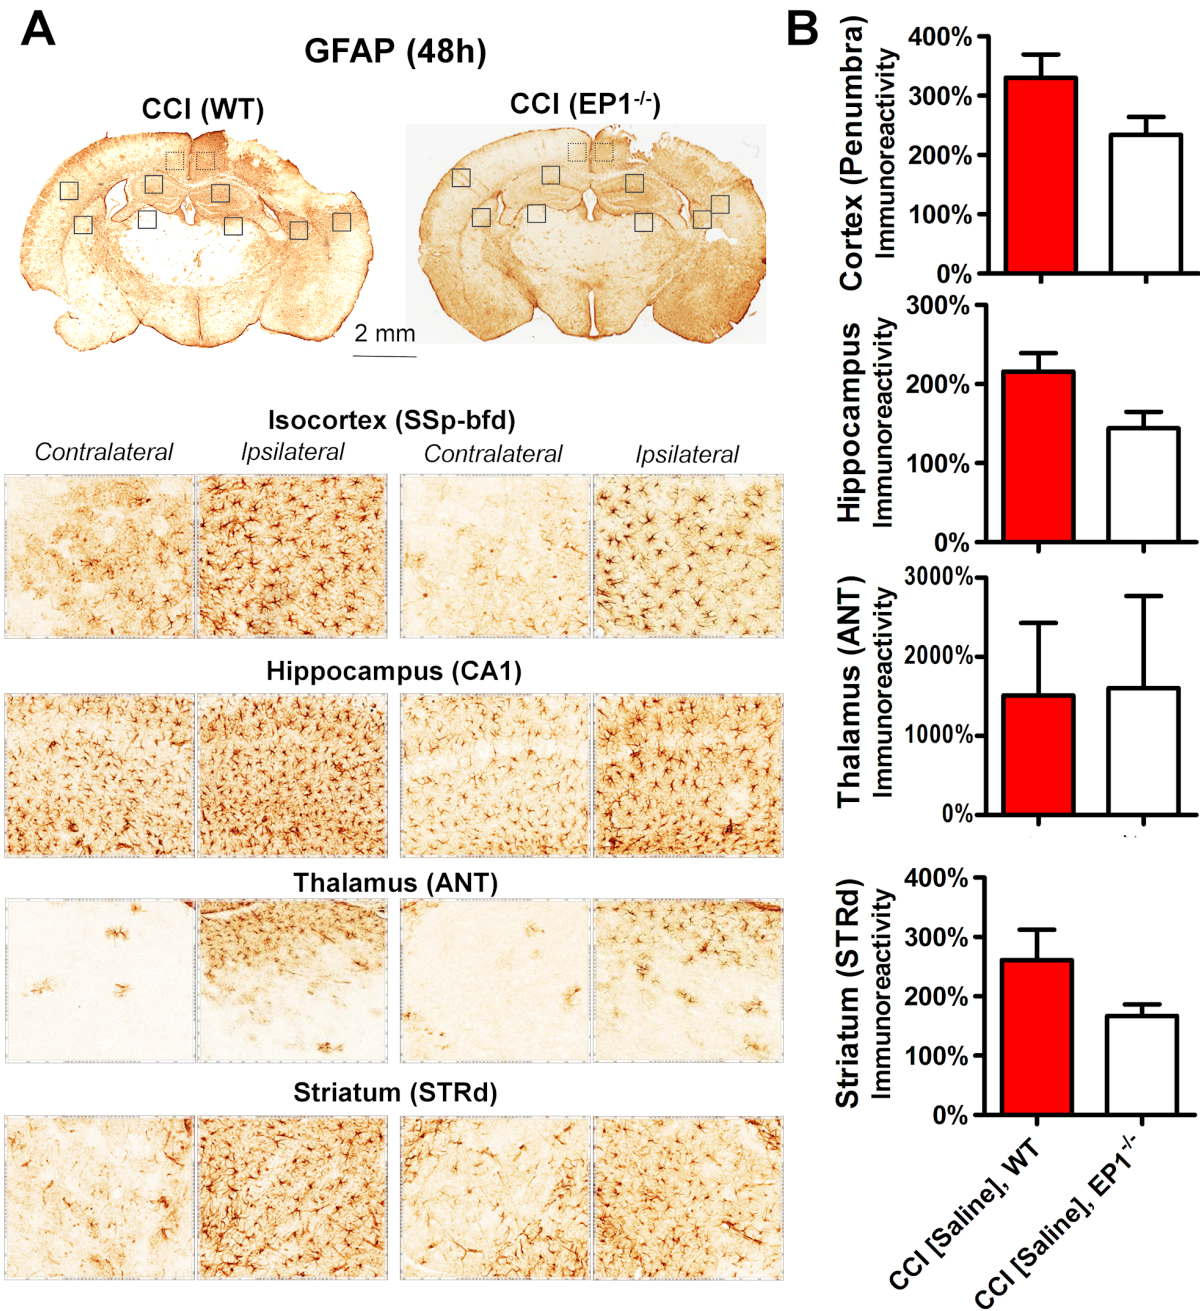 A
GFAP (48h)
CCI (WT)
CCI (EP1-/-)
2 mm
Isocortex (SSp-bfd)
Contralateral Ipsilateral Contralateral Ipsilateral
Hippocampus (CA1)
Thalamus (ANT)
Striatum (STRd)
B
Cortex (Penumbra)
Immunoreactivity
400%
300%
200%
100%
0%
Hippocampus
Immunoreactivity
300%
200%
100%
0%
Thalamus (ANT)
Immunoreactivity
3000%
2000%
1000%
0%
Striatum (STRd)
Immunoreactivity
400%
300%
200%
100%
0%
CCI [Saline], WT
CCI [Saline], EP1-/-